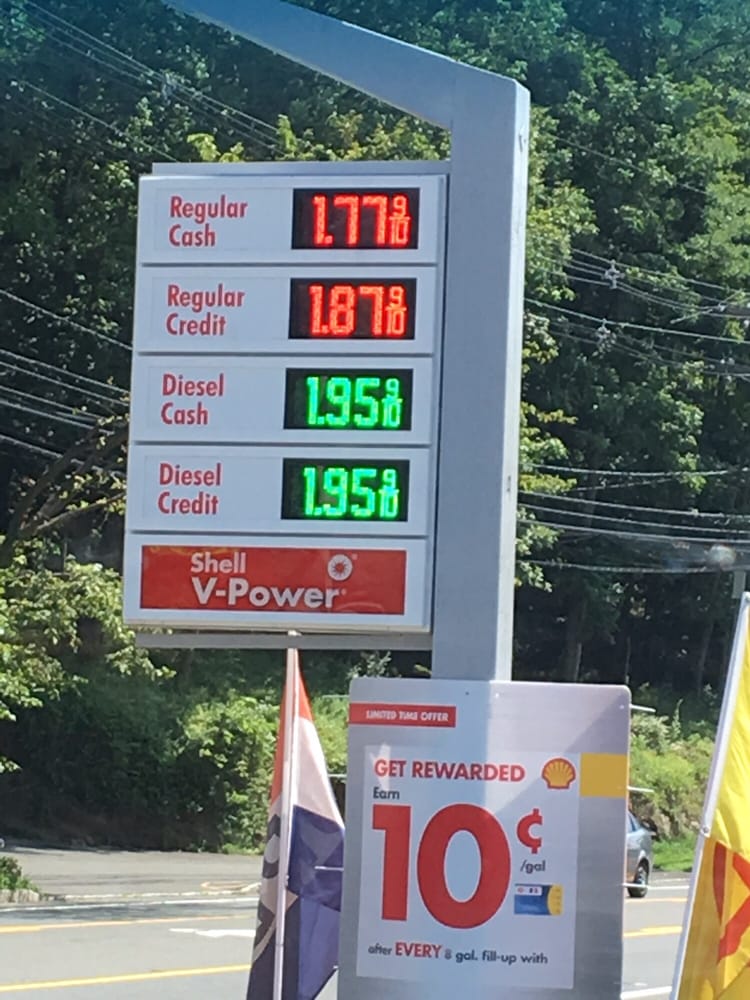 Regular
Cash
1.77 9/10
Regular
Credit
1.87 9/10
Diesel
Cash
1.95 9/10
Diesel
Credit
1.95 9/10
Shell
V-Power
LIMITED TIME OFFER
GET REWARDED
Earn
10¢
/gal
after EVERY 8 gal. fill-up with